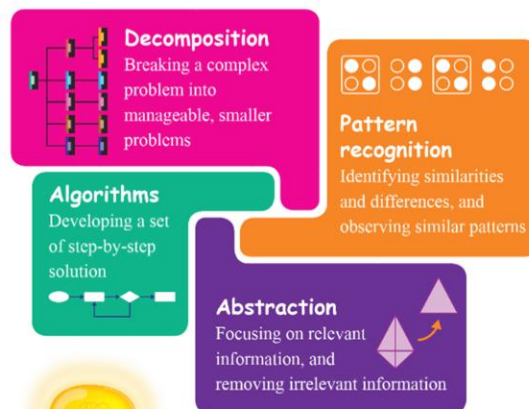 Decomposition
Breaking a complex
problem into
manageable, smaller
problems
Pattern
recognition
Identifying similarities
and differences, and
observing similar patterns
Algorithms
Developing a set
of step-by-step
solution
Abstraction
Focusing on relevant
information, and
removing irrelevant information